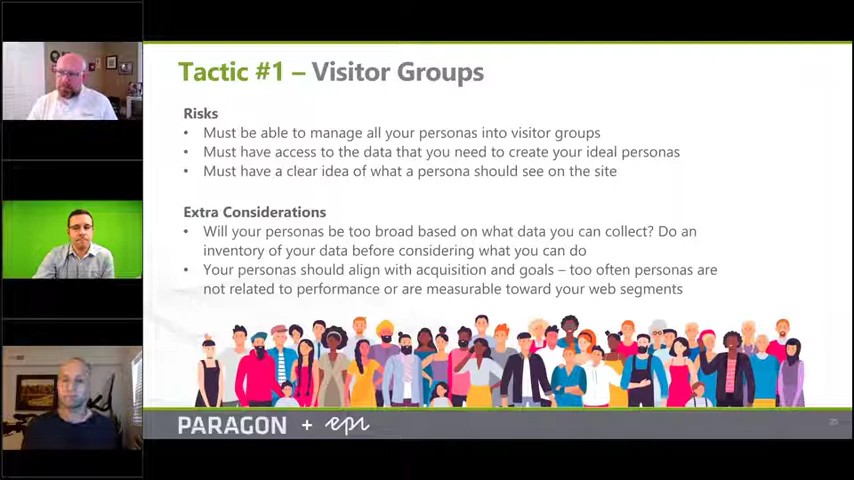 Tactic #1 – Visitor Groups
Risks
• Must be able to manage all your personas into visitor groups
• Must have access to the data that you need to create your ideal personas
• Must have a clear idea of what a persona should see on the site
Extra Considerations
• Will your personas be too broad based on what data you can collect? Do an
inventory of your data before considering what you can do
• Your personas should align with acquisition and goals – too often personas are
not related to performance or are measurable toward your web segments
PARAGON + epi